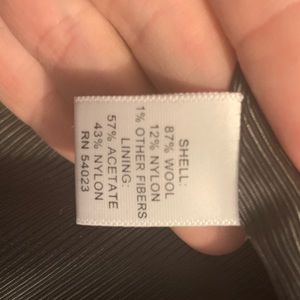 SHELL:
87% WOOL
12% NYLON
1% OTHER FIBERS
LINING:
57% ACETATE
43% NYLON
RN 54023